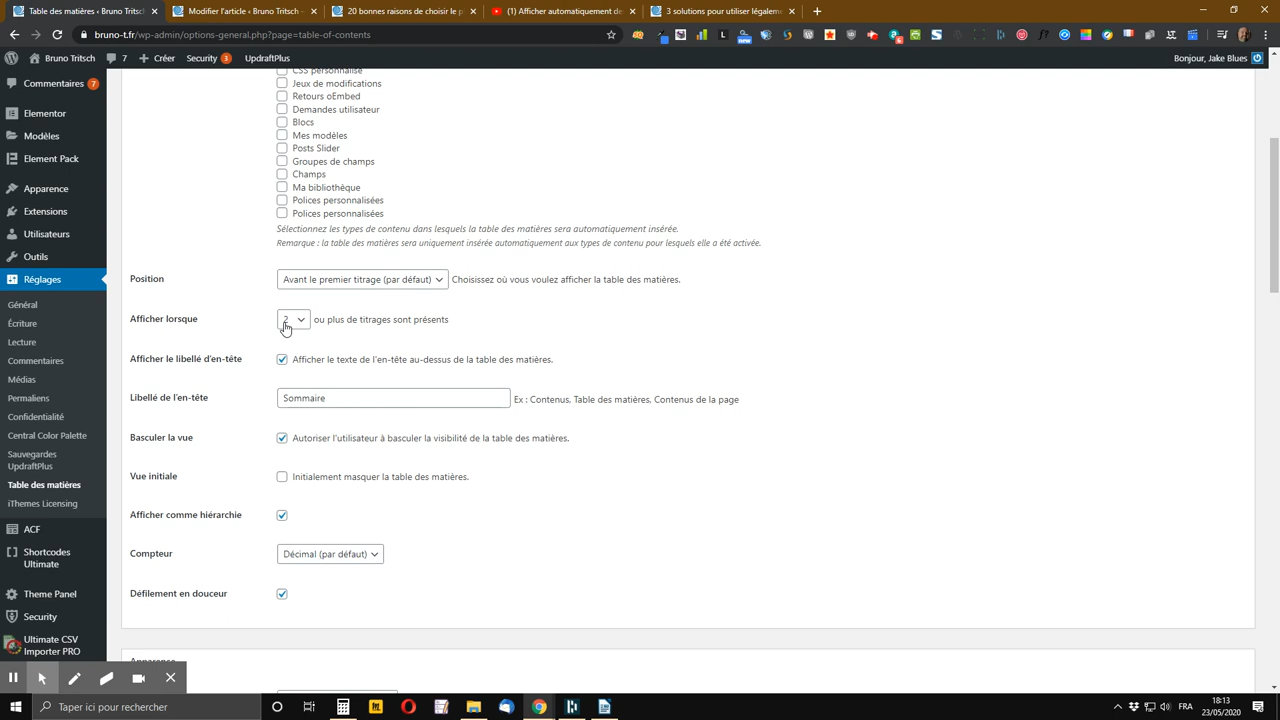 Table des matières ‹ Bruno Tritsch
Modifier l'article ‹ Bruno Tritsch
20 bonnes raisons de choisir le p
(1) Afficher automatiquement de
3 solutions pour utiliser légaleme
bruno-t.fr/wp-admin/options-general.php?page=table-of-contents
Bruno Tritsch
7
Créer
Security 3
UpdraftPlus
Bonjour, Jake Blues
Commentaires 7
Elementor
Modèles
Element Pack
Apparence
Extensions
Utilisateurs
Outils
Réglages
Général
Écriture
Lecture
Commentaires
Médias
Permaliens
Confidentialité
Central Color Palette
Sauvegardes
UpdraftPlus
Table des matières
iThemes Licensing
ACF
Shortcodes
Ultimate
Theme Panel
Security
Ultimate CSV
Importer PRO
CSS personnalisé
Jeux de modifications
Retours oEmbed
Demandes utilisateur
Blocs
Mes modèles
Posts Slider
Groupes de champs
Champs
Ma bibliothèque
Polices personnalisées
Polices personnalisées
Sélectionnez les types de contenu dans lesquels la table des matières sera automatiquement insérée.
Remarque : la table des matières sera uniquement insérée automatiquement aux types de contenu pour lesquels elle a été activée.
Position
Avant le premier titrage (par défaut)
Choisissez où vous voulez afficher la table des matières.
Afficher lorsque
2
ou plus de titrages sont présents
Afficher le libellé d'en-tête
Afficher le texte de l'en-tête au-dessus de la table des matières.
Libellé de l'en-tête
Sommaire
Ex : Contenus, Table des matières, Contenus de la page
Basculer la vue
Autoriser l'utilisateur à basculer la visibilité de la table des matières.
Vue initiale
Initialement masquer la table des matières.
Afficher comme hiérarchie
Compteur
Décimal (par défaut)
Défilement en douceur
Apparence
Taper ici pour rechercher
FRA
18:13
23/05/2020